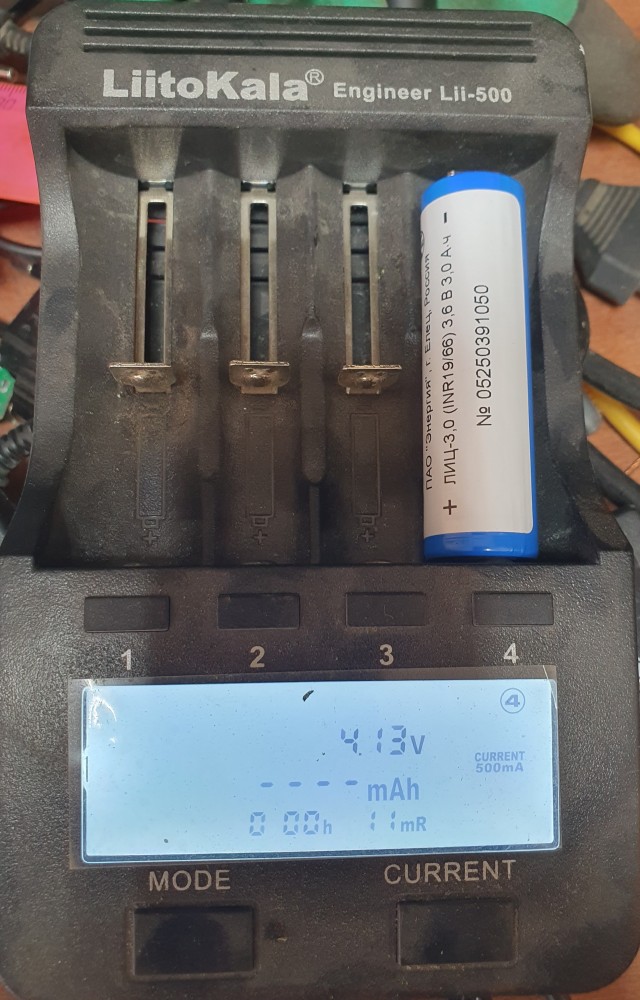 LiitoKala® Engineer Lii-500
ПАО "Энергия", г. Елец, Россия
+ ЛИЦ-3,0 (INR19/66) 3,6 В 3,0 А·ч -
№ 05250391050
1 2 3 4
4
4.13V
CURRENT
500mA
----mAh
0 00h 11mR
MODE CURRENT